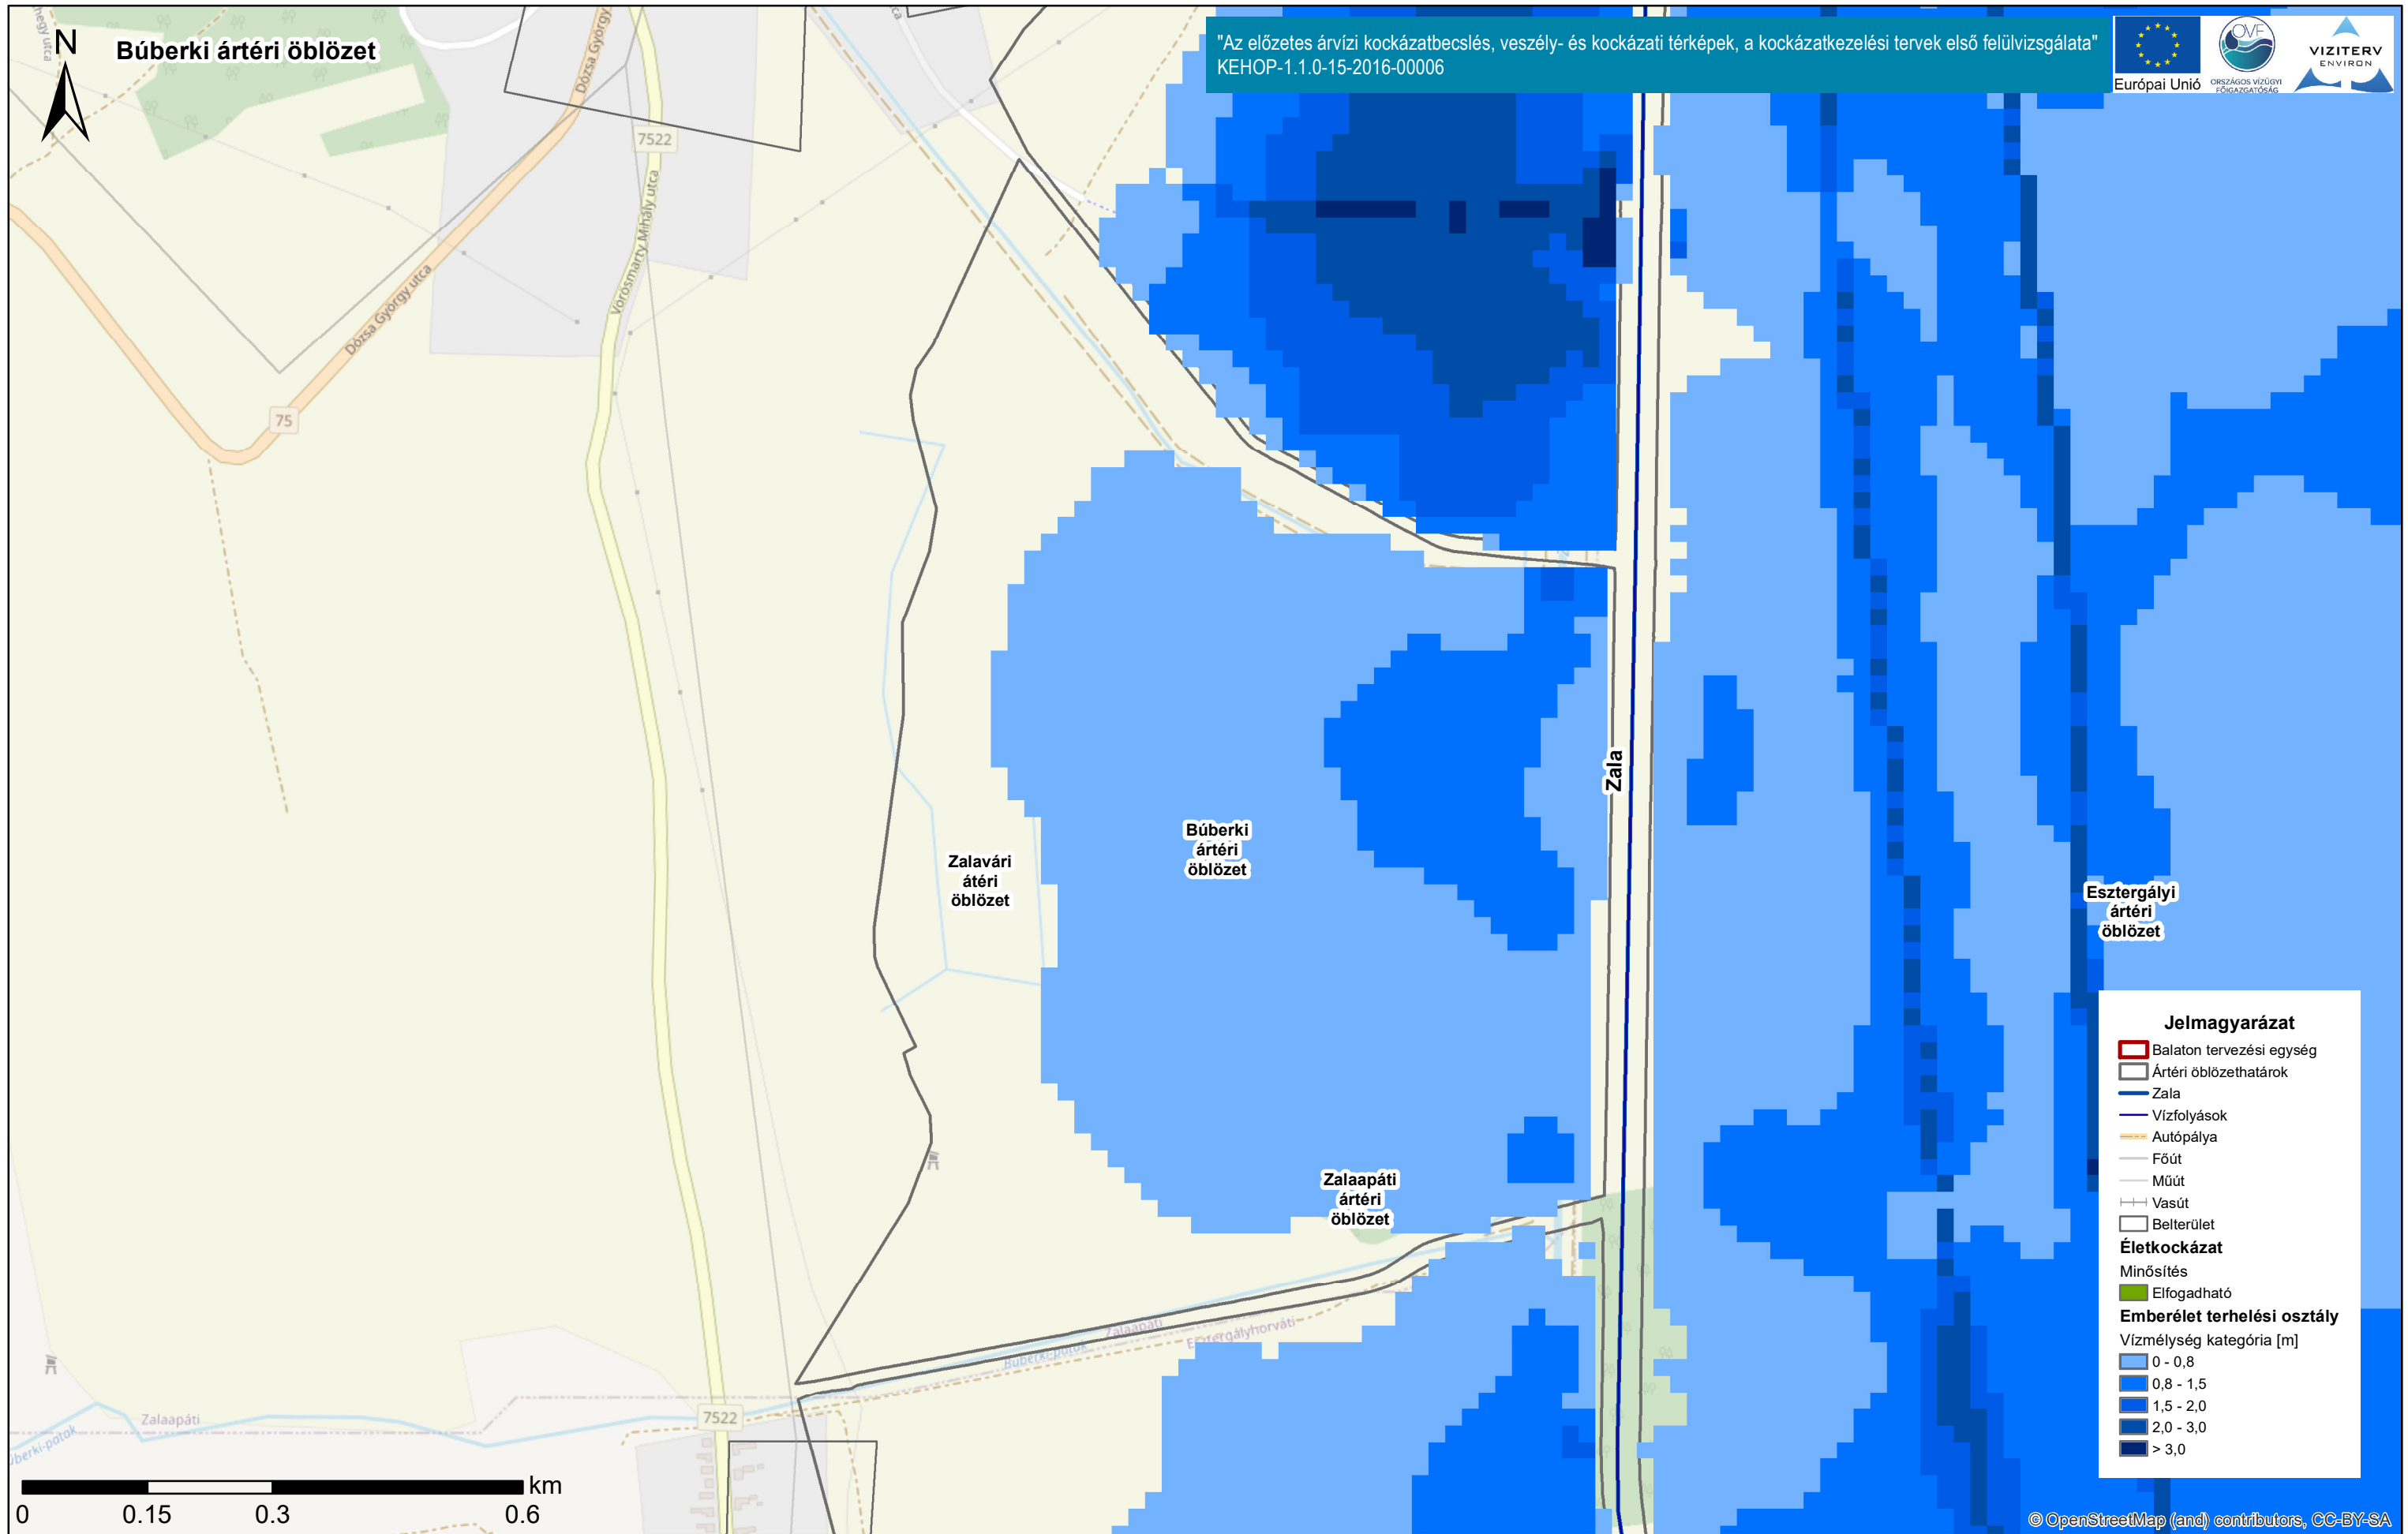 N
Búberki ártéri öblözet
"Az előzetes árvízi kockázatbecslés, veszély- és kockázati térképek, a kockázatkezelési tervek első felülvizsgálata"
KEHOP-1.1.0-15-2016-00006
Európai Unió
OVF
ORSZÁGOS VÍZÜGYI
FŐIGAZGATÓSÁG
VIZITERV
ENVIRON
Dózsa György
7522
Vörösmarty Mihály utca
Dózsa György utca
75
Zala
Búberki
ártéri
öblözet
Zalavári
átéri
öblözet
Esztergályi
ártéri
öblözet
Zalaapáti
ártéri
öblözet
Zalaapáti
Esztergályhorváti
Búberki-patak
Zalaapáti
7522
Jelmagyarázat
Balaton tervezési egység
Ártéri öblözethatárok
Zala
Vízfolyások
Autópálya
Főút
Műút
Vasút
Belterület
Életkockázat
Minősítés
Elfogadható
Emberélet terhelési osztály
Vízmélység kategória [m]
0 - 0,8
0,8 - 1,5
1,5 - 2,0
2,0 - 3,0
> 3,0
km
0 0.15 0.3 0.6
© OpenStreetMap (and) contributors, CC-BY-SA